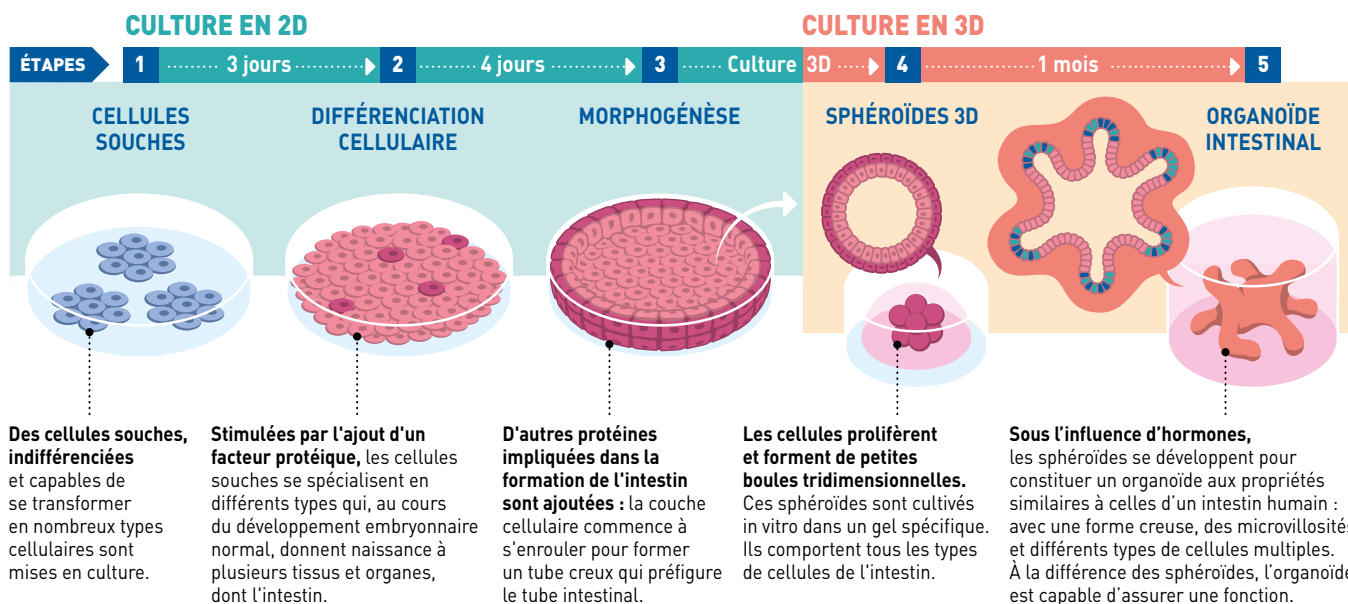 CULTURE EN 2D
CULTURE EN 3D
ÉTAPES 1 3 jours 2 4 jours 3 Culture 3D 4 1 mois 5
CELLULES
SOUCHES
DIFFÉRENCIATION
CELLULAIRE
MORPHOGÉNÈSE
SPHÉROÏDES 3D
ORGANOÏDE
INTESTINAL
Des cellules souches,
indifférenciées
et capables de
se transformer
en nombreux types
cellulaires sont
mises en culture.
Stimulées par l'ajout d'un
facteur protéique, les cellules
souches se spécialisent en
différents types qui, au cours
du développement embryonnaire
normal, donnent naissance à
plusieurs tissus et organes,
dont l'intestin.
D'autres protéines
impliquées dans la
formation de l'intestin
sont ajoutées : la couche
cellulaire commence à
s'enrouler pour former
un tube creux qui préfigure
le tube intestinal.
Les cellules prolifèrent
et forment de petites
boules tridimensionnelles.
Ces sphéroïdes sont cultivés
in vitro dans un gel spécifique.
Ils comportent tous les types
de cellules de l'intestin.
Sous l’influence d’hormones,
les sphéroïdes se développent pour
constituer un organoïde aux propriétés
similaires à celles d’un intestin humain :
avec une forme creuse, des microvillosités
et différents types de cellules multiples.
À la différence des sphéroïdes, l’organoïde
est capable d’assurer une fonction.